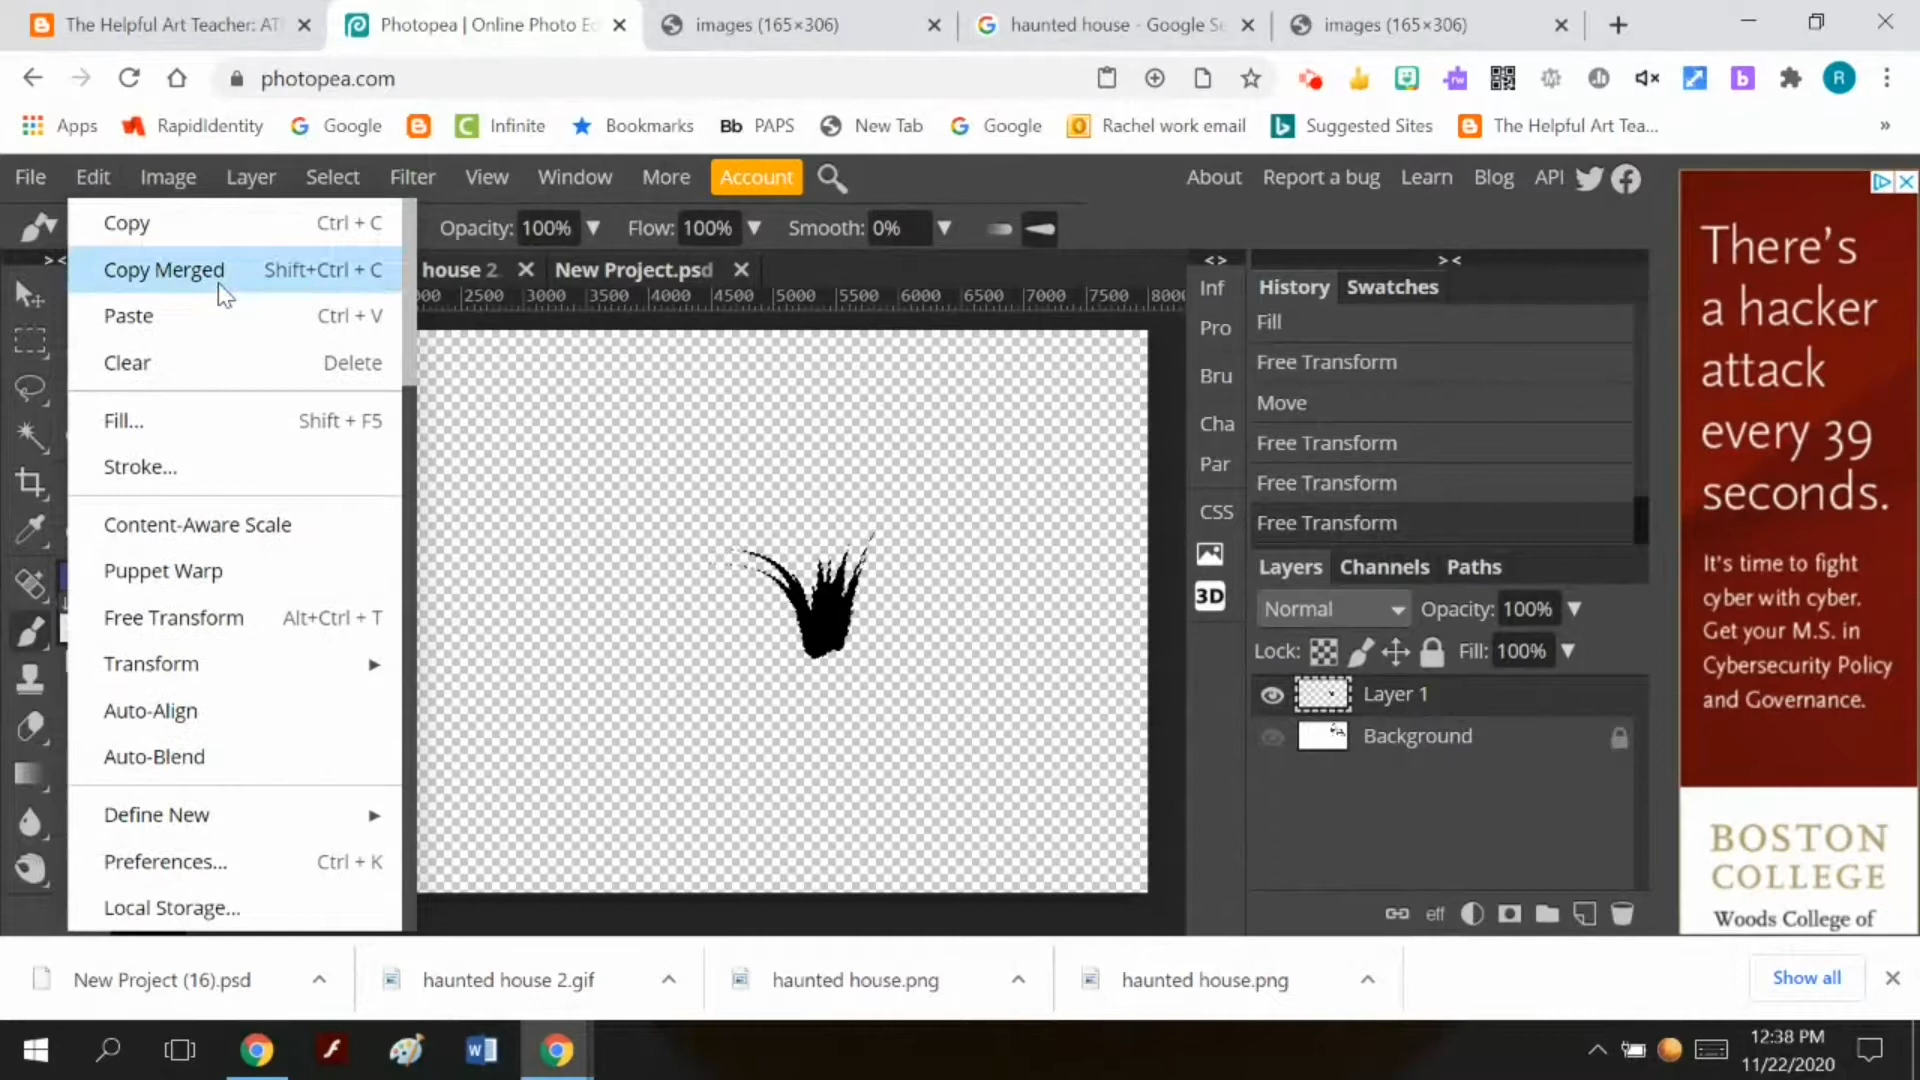 The Helpful Art Teacher: AT
Photopea | Online Photo Ed
images (165×306)
haunted house - Google Se
images (165×306)
photopea.com
R
Apps
RapidIdentity
Google
Infinite
Bookmarks
Bb PAPS
New Tab
Google
Rachel work email
Suggested Sites
The Helpful Art Tea...
»
File Edit Image Layer Select Filter View Window More Account
About Report a bug Learn Blog API
Opacity: 100% Flow: 100% Smooth: 0%
> <
house 2
New Project.psd
000 2500 3000 3500 4000 4500 5000 5500 6000 6500 7000 7500 8000
Copy Ctrl + C
Copy Merged Shift+Ctrl + C
Paste Ctrl + V
Clear Delete
Fill... Shift + F5
Stroke...
Content-Aware Scale
Puppet Warp
Free Transform Alt+Ctrl + T
Transform
Auto-Align
Auto-Blend
Define New
Preferences... Ctrl + K
Local Storage...
< >
Inf
Pro
Bru
Cha
Par
CSS
3D
> <
History Swatches
Fill
Free Transform
Move
Free Transform
Free Transform
Free Transform
Layers Channels Paths
Normal Opacity: 100%
Lock: Fill: 100%
Layer 1
Background
eff
There's
a hacker
attack
every 39
seconds.
It's time to fight
cyber with cyber.
Get your M.S. in
Cybersecurity Policy
and Governance.
BOSTON
COLLEGE
Woods College of
New Project (16).psd
haunted house 2.gif
haunted house.png
haunted house.png
Show all
12:38 PM
11/22/2020